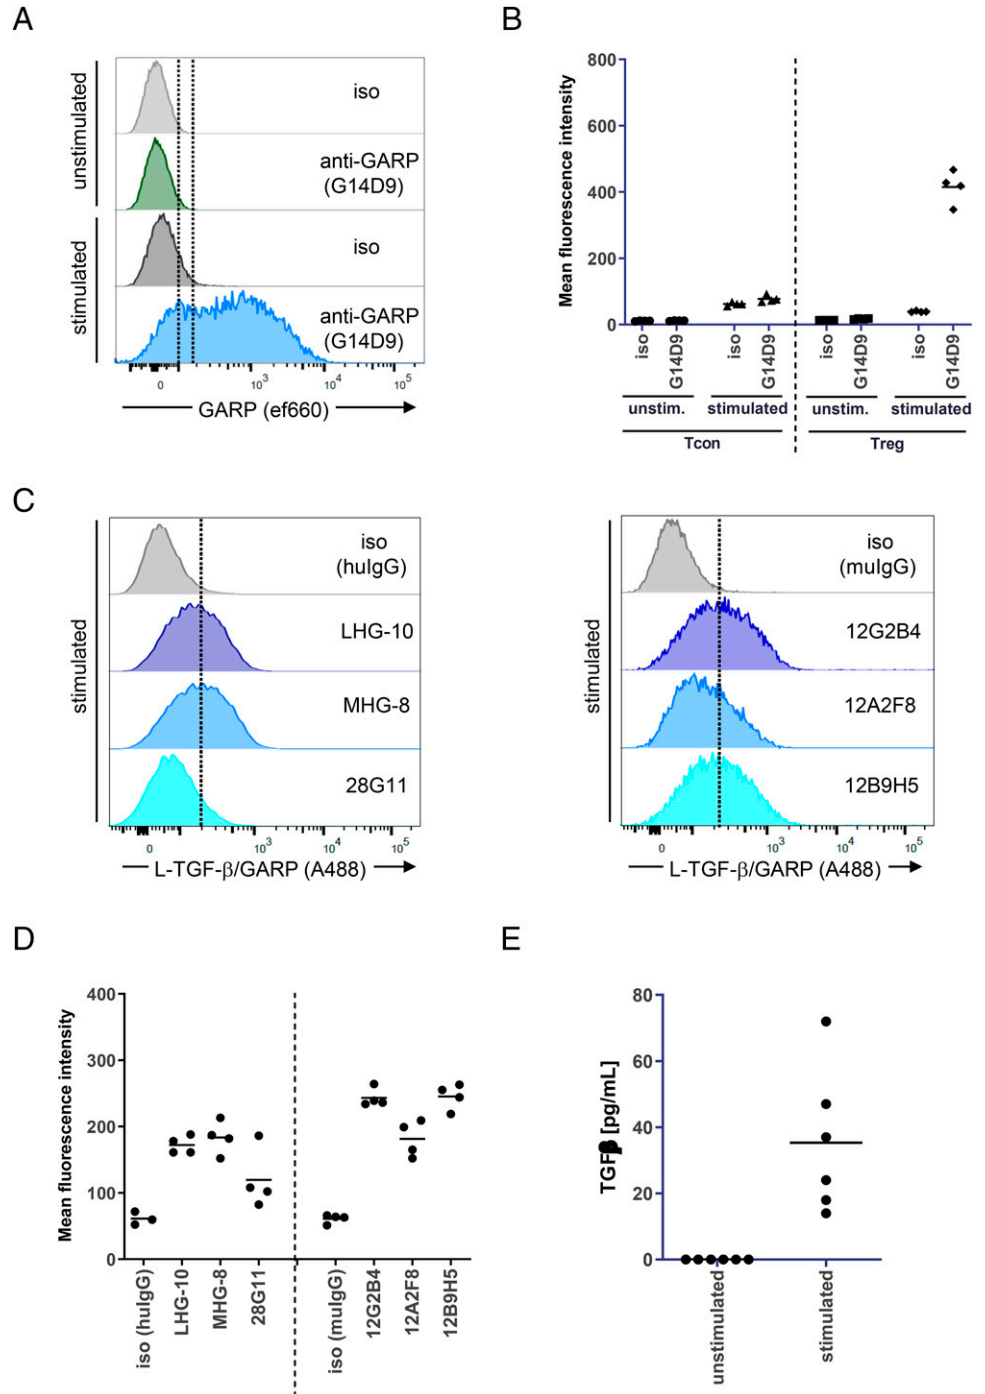 A
unstimulated
iso
anti-GARP
(G14D9)
stimulated
iso
anti-GARP
(G14D9)
0 10³ 10⁴ 10⁵
GARP (ef660)
B
Mean fluorescence intensity
800
600
400
200
0
iso G14D9 iso G14D9 iso G14D9 iso G14D9
unstim. stimulated unstim. stimulated
Tcon Treg
C
stimulated
iso
(huIgG)
LHG-10
MHG-8
28G11
0 10³ 10⁴ 10⁵
L-TGF-β/GARP (A488)
stimulated
iso
(muIgG)
12G2B4
12A2F8
12B9H5
0 10³ 10⁴ 10⁵
L-TGF-β/GARP (A488)
D
Mean fluorescence intensity
400
300
200
100
0
iso (huIgG) LHG-10 MHG-8 28G11 iso (muIgG) 12G2B4 12A2F8 12B9H5
E
TGFβ [pg/mL]
80
60
40
20
0
unstimulated stimulated